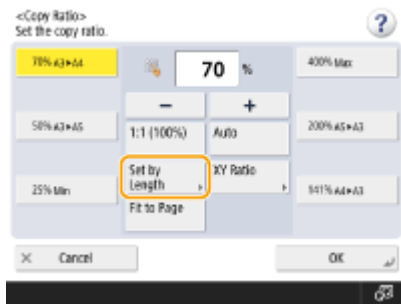 <Copy Ratio>
Set the copy ratio.
?
70% A3►A4
70 %
400% Max
− +
50% A3►A5
1:1 (100%)
Auto
200% A5►A3
25% Min
Set by
Length
XY Ratio
141% A4►A3
Fit to Page
× Cancel
OK